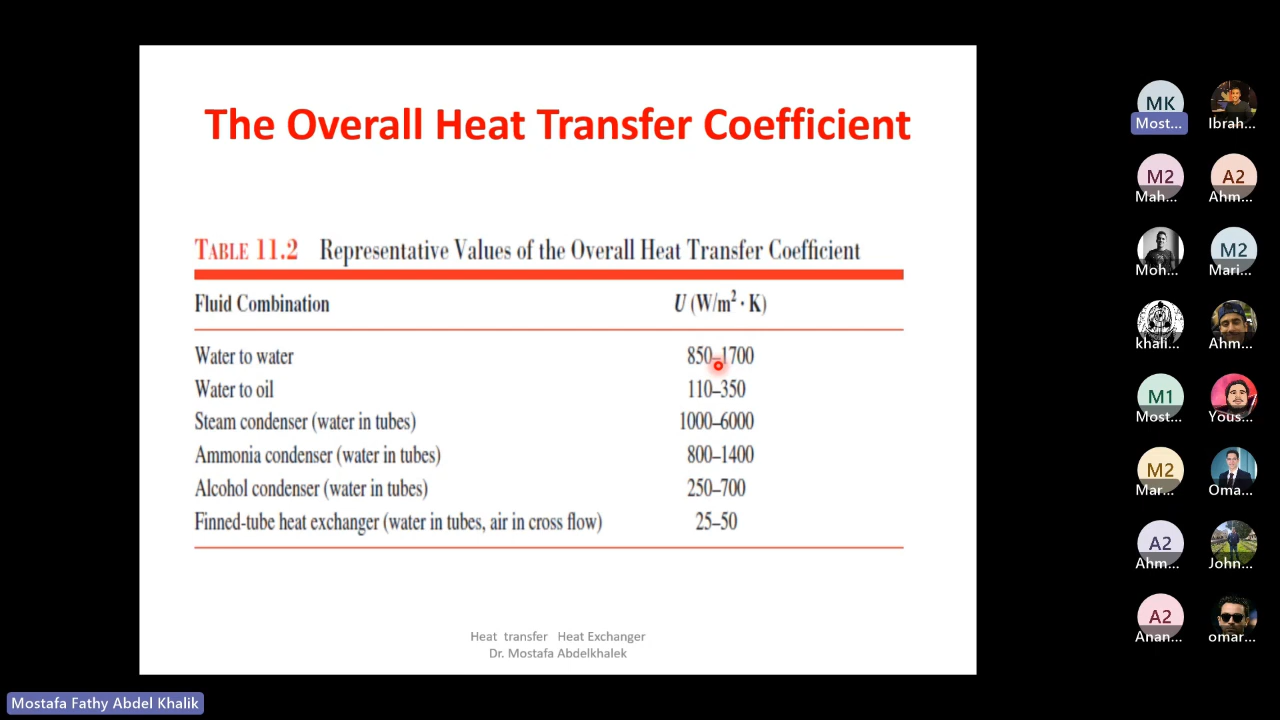 The Overall Heat Transfer Coefficient
TABLE 11.2 Representative Values of the Overall Heat Transfer Coefficient
Fluid Combination U (W/m² · K)
Water to water 850–1700
Water to oil 110–350
Steam condenser (water in tubes) 1000–6000
Ammonia condenser (water in tubes) 800–1400
Alcohol condenser (water in tubes) 250–700
Finned-tube heat exchanger (water in tubes, air in cross flow) 25–50
Heat transfer Heat Exchanger
Dr. Mostafa Abdelkhalek
Mostafa Fathy Abdel Khalik
MK
Most...
Ibrah...
M2
Mah...
A2
Ahm...
Moh...
M2
Mari...
khali...
Ahm...
M1
Most...
Yous...
M2
Mar...
Oma...
A2
Ahm...
John...
A2
Anan...
omar...